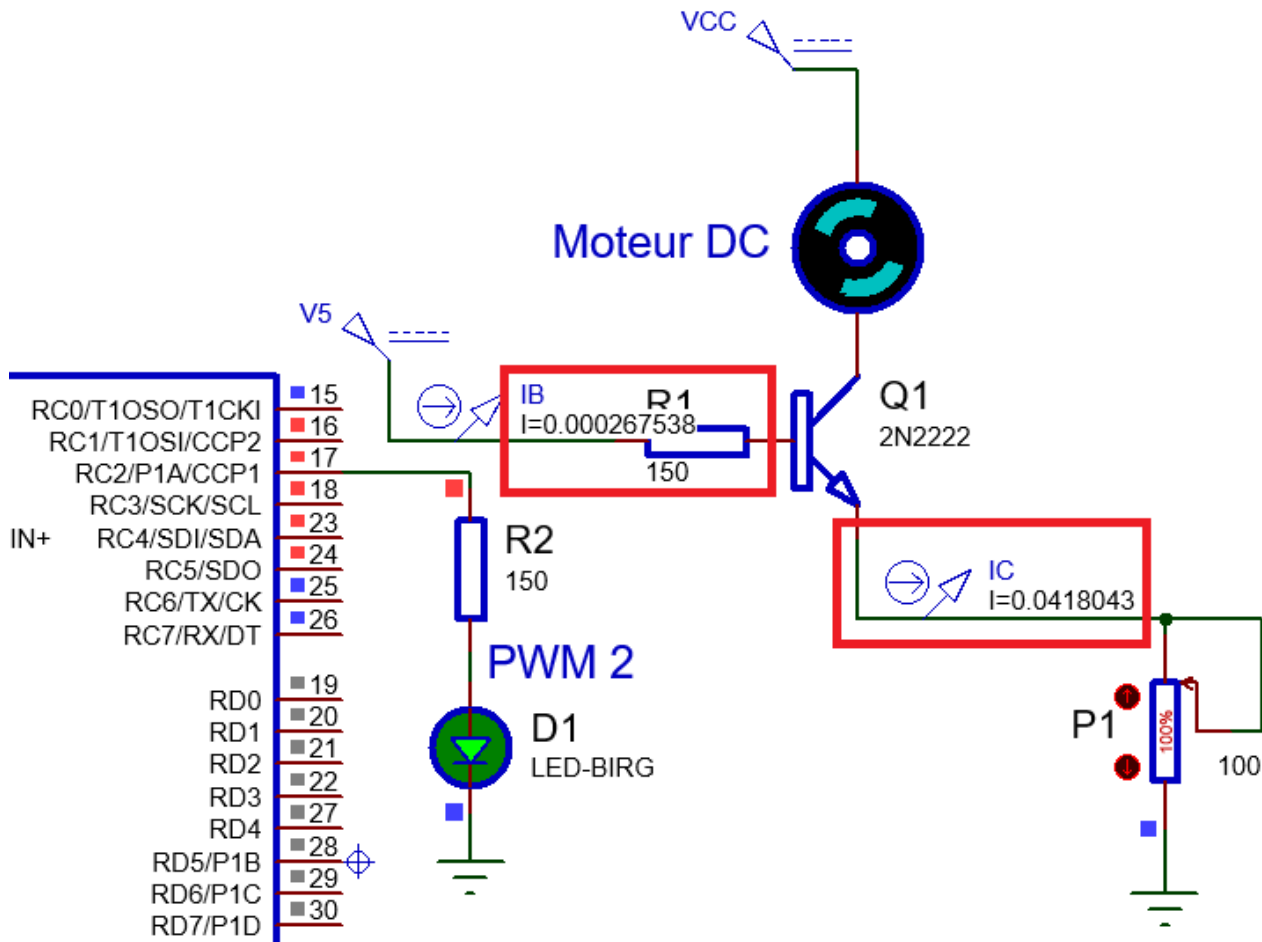 VCC
Moteur DC
V5
IB
I=0.000267538
R1
150
Q1
2N2222
RC0/T1OSO/T1CKI 15
RC1/T1OSI/CCP2 16
RC2/P1A/CCP1 17
RC3/SCK/SCL 18
IN+ RC4/SDI/SDA 23
RC5/SDO 24
RC6/TX/CK 25
RC7/RX/DT 26
RD0 19
RD1 20
RD2 21
RD3 22
RD4 27
RD5/P1B 28
RD6/P1C 29
RD7/P1D 30
R2
150
PWM 2
D1
LED-BIRG
IC
I=0.0418043
P1
100%
100